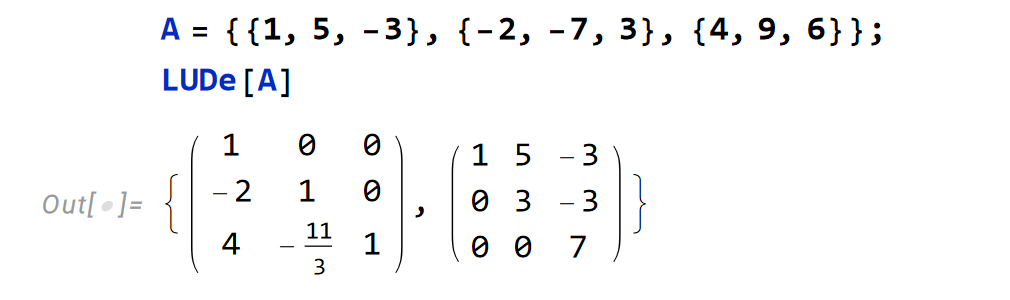 A = {{1, 5, -3}, {-2, -7, 3}, {4, 9, 6}};
LUDe[A]
1 0 0 1 5 -3
Out[•]= { -2 1 0 , 0 3 -3 }
4 -11/3 1 0 0 7